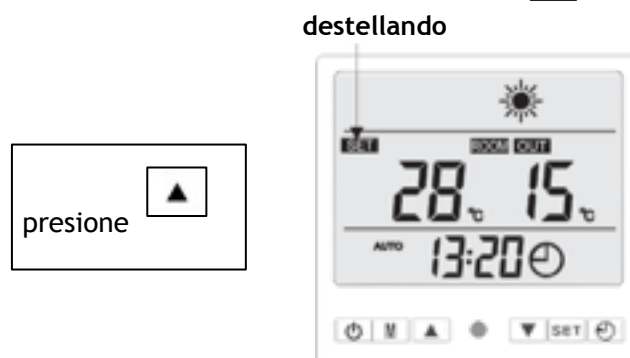 destellando
presione ▲
SET ROOM OUT
28 °C 15 °C
AUTO 13:20
M ▲ ▼ SET